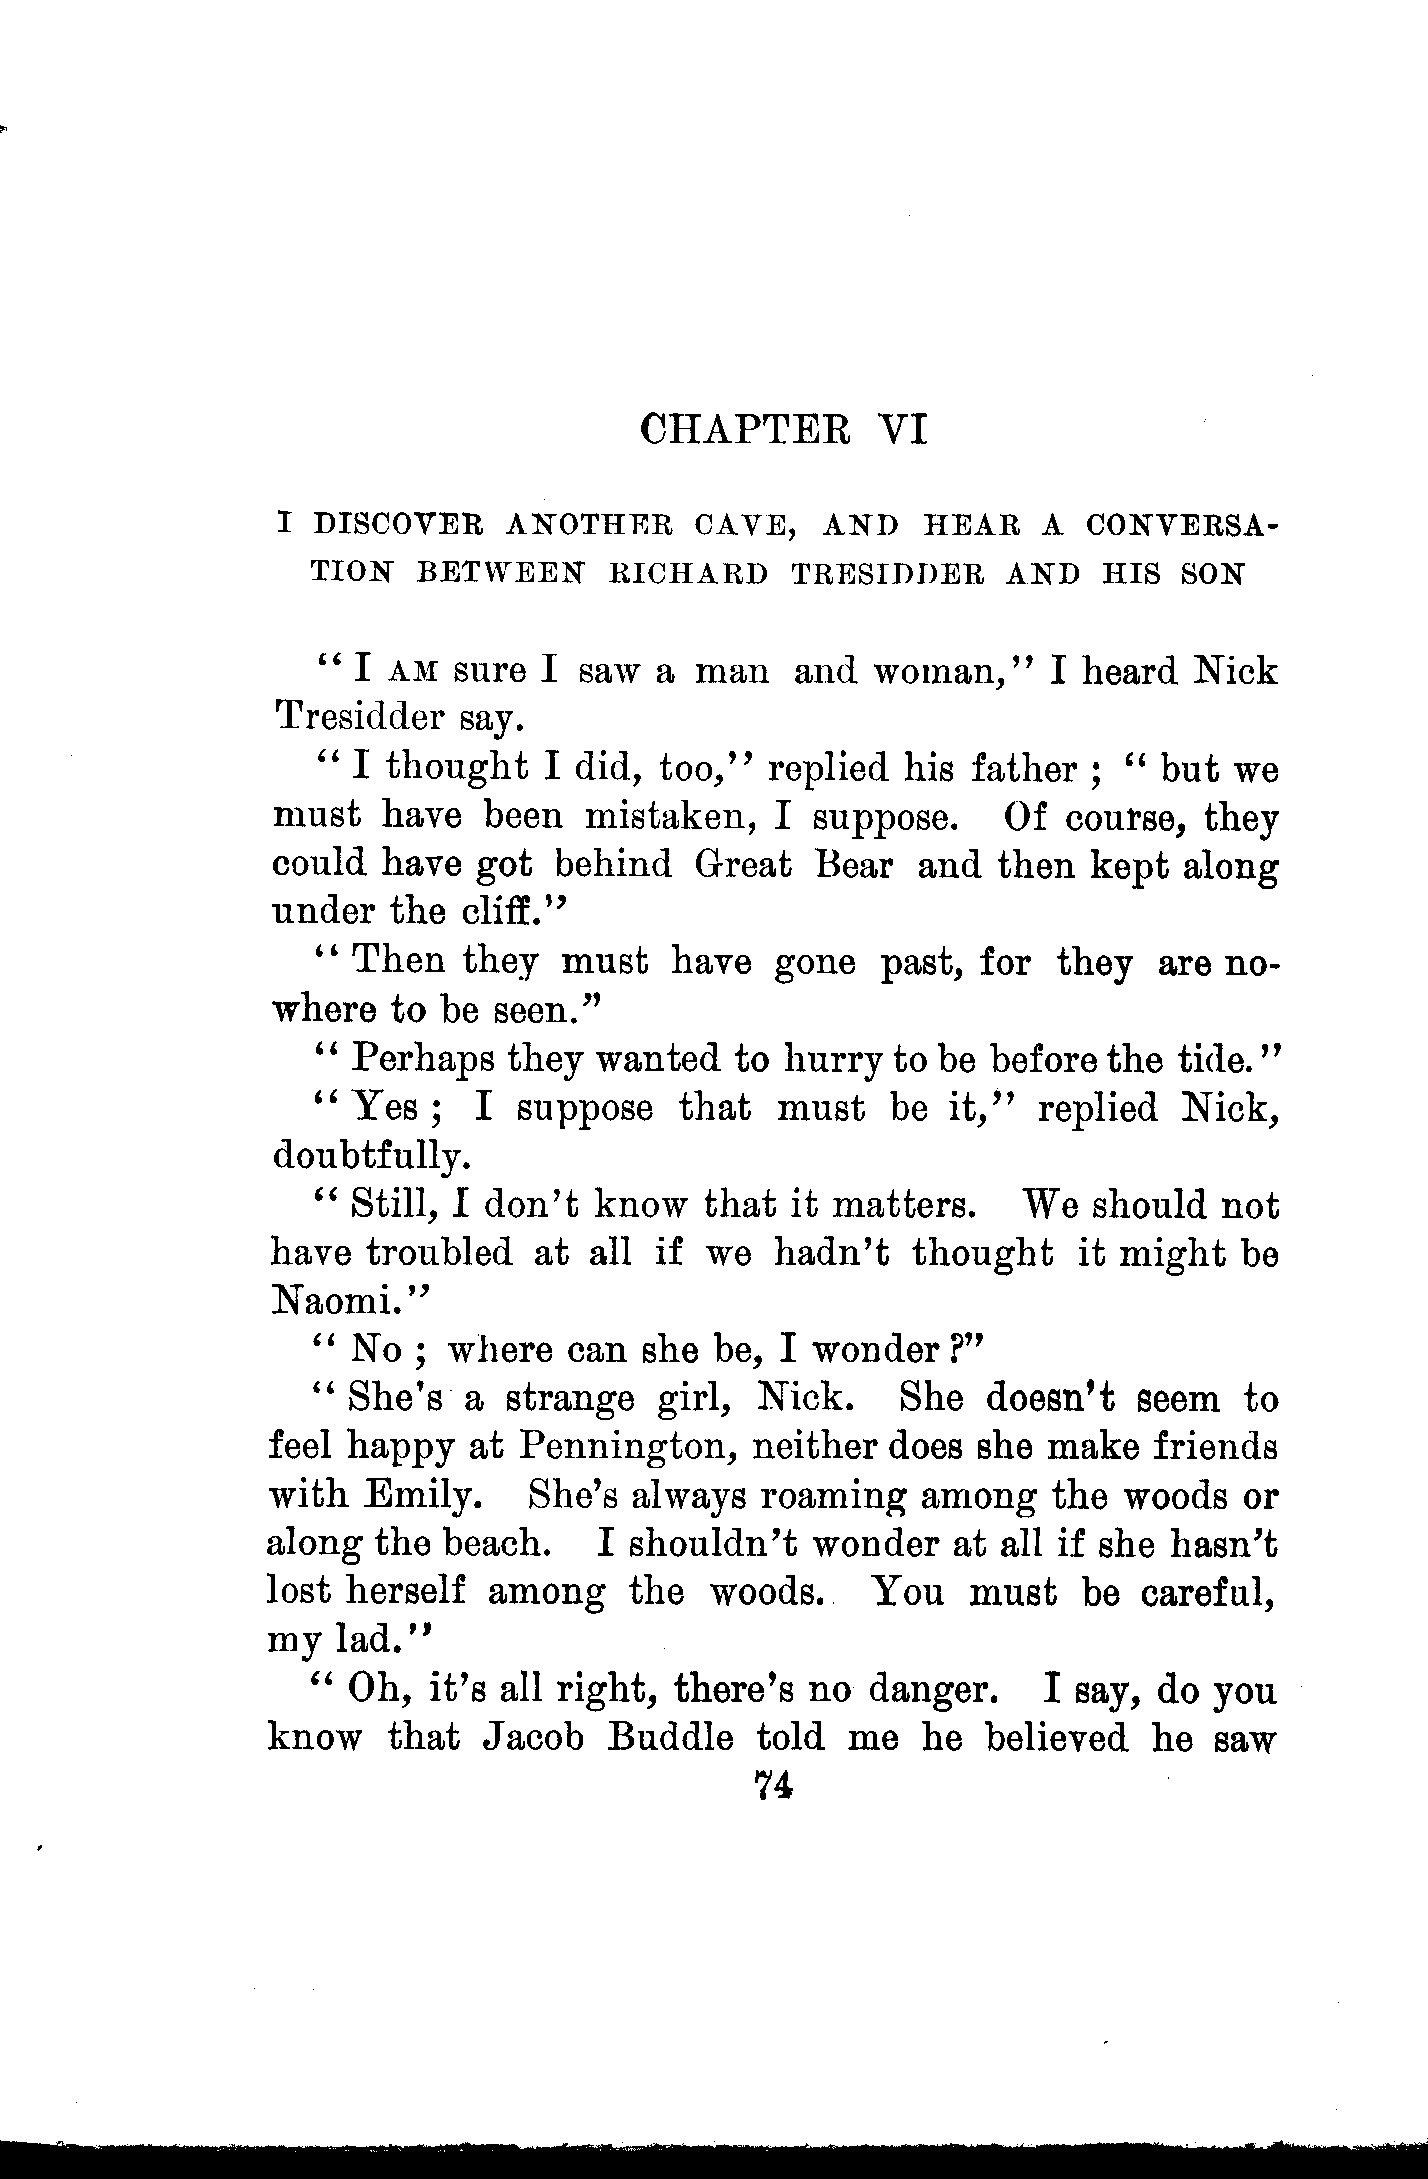 CHAPTER VI
I DISCOVER ANOTHER CAVE, AND HEAR A CONVERSA-
TION BETWEEN RICHARD TRESIDDER AND HIS SON
“ I AM sure I saw a man and woman,” I heard Nick
Tresidder say.
“ I thought I did, too,” replied his father ; “ but we
must have been mistaken, I suppose. Of course, they
could have got behind Great Bear and then kept along
under the cliff.”
“ Then they must have gone past, for they are no-
where to be seen.”
“ Perhaps they wanted to hurry to be before the tide.”
“ Yes ; I suppose that must be it,” replied Nick,
doubtfully.
“ Still, I don’t know that it matters. We should not
have troubled at all if we hadn’t thought it might be
Naomi.”
“ No ; where can she be, I wonder ?”
“ She’s a strange girl, Nick. She doesn’t seem to
feel happy at Pennington, neither does she make friends
with Emily. She’s always roaming among the woods or
along the beach. I shouldn’t wonder at all if she hasn’t
lost herself among the woods. You must be careful,
my lad.”
“ Oh, it’s all right, there’s no danger. I say, do you
know that Jacob Buddle told me he believed he saw
74